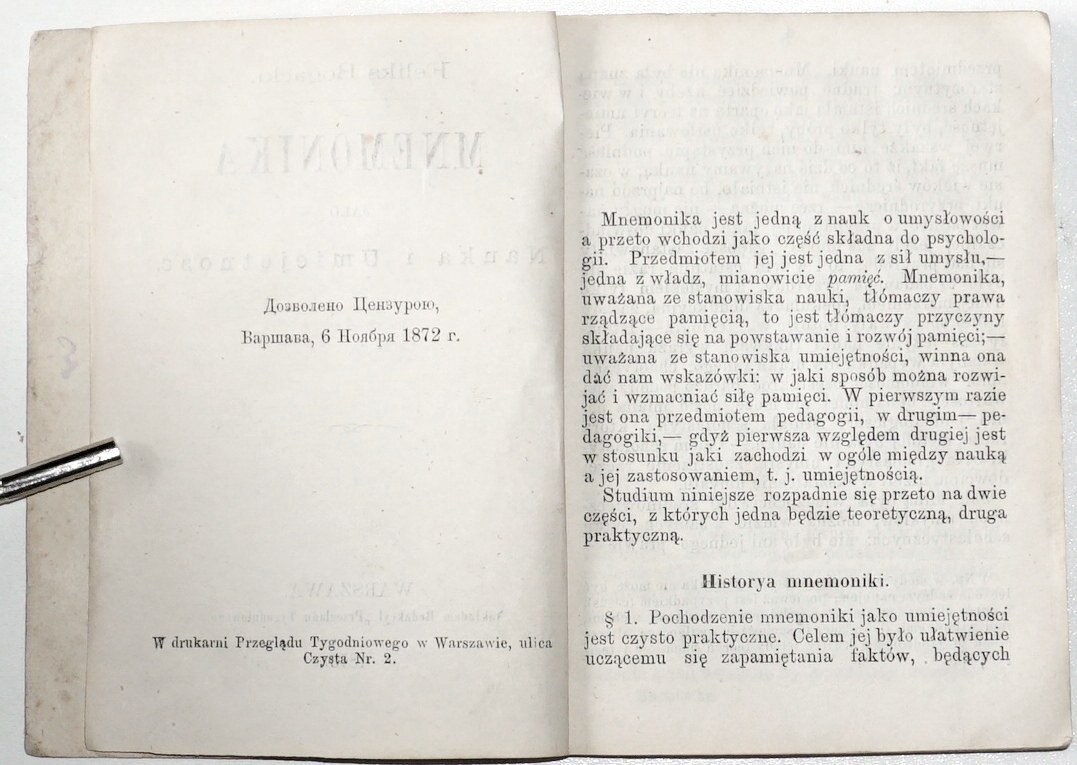 Дозволено Цензурою,
Варшава, 6 Ноября 1872 г.
W drukarni Przeglądu Tygodniowego w Warszawie, ulica
Czysta Nr. 2.
Mnemonika jest jedną z nauk o umysłowości
a przeto wchodzi jako część składna do psycholo-
gii. Przedmiotem jej jest jedna z sił umysłu,—
jedna z władz, mianowicie pamięć. Mnemonika,
uważana ze stanowiska nauki, tłómaczy prawa
rządzące pamięcią, to jest tłómaczy przyczyny
składające się na powstawanie i rozwój pamięci;—
uważana ze stanowiska umiejętności, winna ona
dać nam wskazówki: w jaki sposób można rozwi-
jać i wzmacniać siłę pamięci. W pierwszym razie
jest ona przedmiotem pedagogii, w drugim— pe-
dagogiki,— gdyż pierwsza względem drugiej jest
w stosunku jaki zachodzi w ogóle między nauką
a jej zastosowaniem, t. j. umiejętnością.
Studium niniejsze rozpadnie się przeto na dwie
części, z których jedna będzie teoretyczną, druga
praktyczną.
Historya mnemoniki.
§ 1. Pochodzenie mnemoniki jako umiejętności
jest czysto praktyczne. Celem jej było ułatwienie
uczącemu się zapamiętania faktów, będących